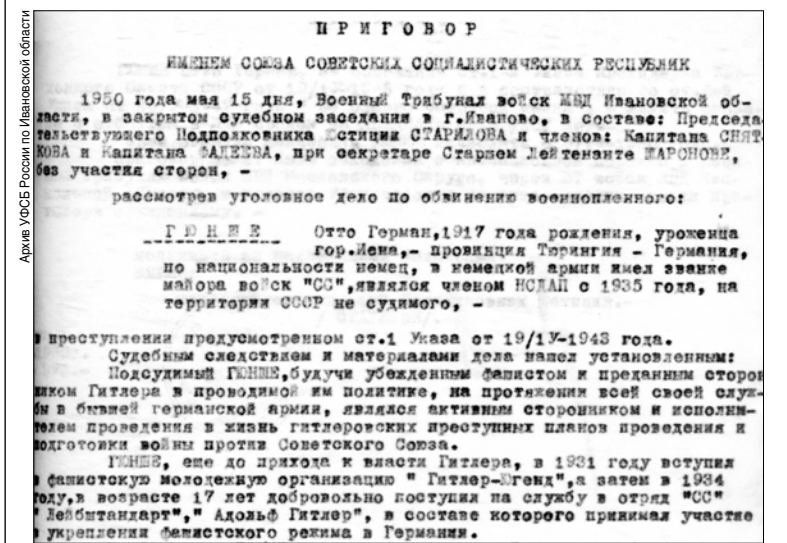 Архив УФСБ России по Ивановской области
ПРИГОВОР
ИМЕНЕМ СОЮЗА СОВЕТСКИХ СОЦИАЛИСТИЧЕСКИХ РЕСПУБЛИК
1950 года мая 15 дня, Военный Трибунал войск МВД Ивановской об-
ласти, в закрытом судебном заседания в г.Иваново, в составе: Председа-
тельствующего Подполковника Юстиции СТАРИЛОВА и членов: Капитана СНЯТ-
КОВА и Капитана ФАДЕЕВА, при секретаре Старшем Лейтенанте ШАРОНОВЕ,
без участия сторон, -
рассмотрев уголовное дело по обвинению военнопленного:
ГЮНШЕ Отто Герман,1917 года рождения, уроженца
гор.Иена,- провинция Тюрингия - Германия,
по национальности немец, в немецкой армии имел звание
майора войск "СС",являлся членом НСДАП с 1935 года, на
территории СССР не судимого, -
в преступлении предусмотренном ст.1 Указа от 19/1У-1943 года.
Судебным следствием и материалами дела нашел установленным:
Подсудимый ГЮНШЕ,будучи убежденным фашистом и преданным сторон
ником Гитлера в проводимой им политике, на протяжении всей своей служ-
бы в бывшей германской армии, являлся активным сторонником и исполни-
телем проведения в жизнь гитлеровских преступных планов проведения и
подготовки войны против Советского Союза.
ГЮНШЕ, еще до прихода к власти Гитлера, в 1931 году вступил
в фашистскую молодежную организацию " Гитлер-Югенд",а затем в 1934
году,в возрасте 17 лет добровольно поступил на службу в отряд "СС"
" Лейбштандарт"," Адольф Гитлер", в составе которого принимал участие
в укреплении фашистского режима в Германии.